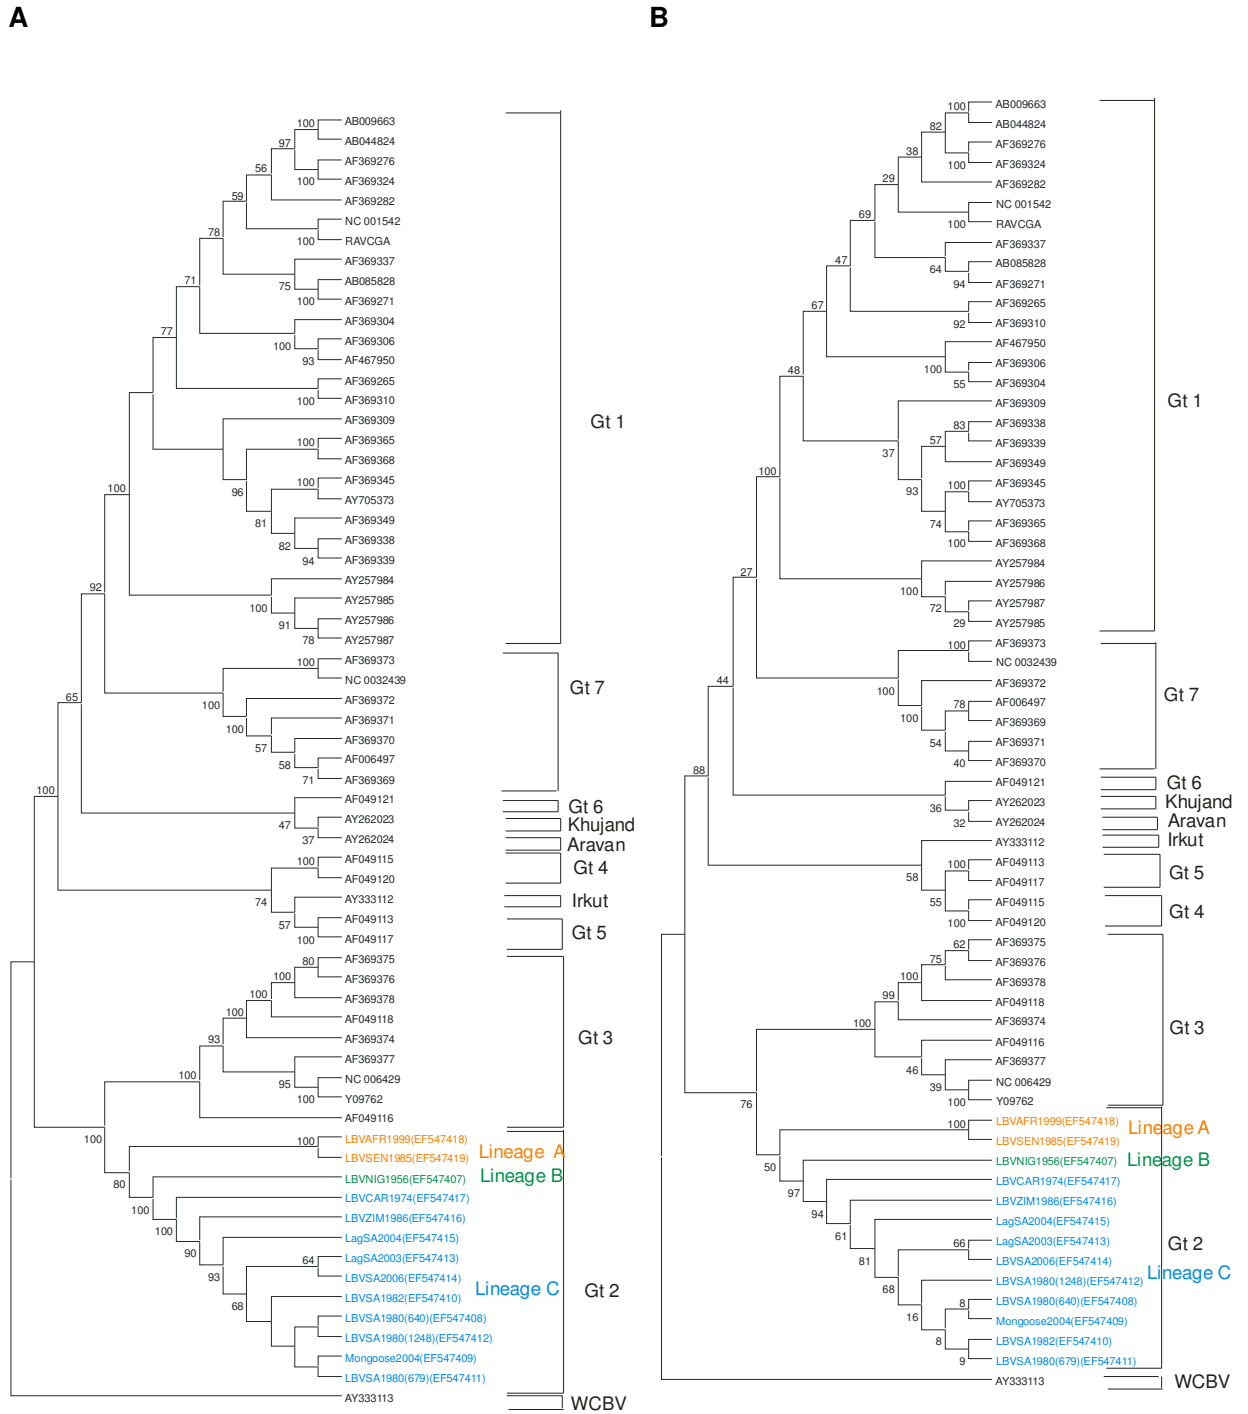 A
100
AB009663
97
AB044824
AF369276
56
100
AF369324
59
AF369282
NC 001542
78
100
RAVCGA
AF369337
71
75
AB085828
100
AF369271
AF369304
77
100
AF369306
93
AF467950
AF369265
100
AF369310
AF369309
Gt 1
100
AF369365
AF369368
96
100
AF369345
100
AY705373
81
AF369349
82
AF369338
94
AF369339
92
AY257984
100
AY257985
91
AY257986
78
AY257987
100
AF369373
NC 0032439
Gt 7
65
100
AF369372
100
AF369371
57
AF369370
58
AF006497
71
AF369369
100
AF049121
Gt 6
47
AY262023
Khujand
37
AY262024
Aravan
100
AF049115
Gt 4
AF049120
74
AY333112
Irkut
57
AF049113
Gt 5
100
AF049117
80
AF369375
100
AF369376
100
AF369378
100
AF049118
93
AF369374
Gt 3
AF369377
100
95
NC 006429
100
Y09762
AF049116
100
100
LBVAFR1999(EF547418)
Lineage A
LBVSEN1985(EF547419)
80
LBVNIG1956(EF547407)
Lineage B
100
LBVCAR1974(EF547417)
100
LBVZIM1986(EF547416)
90
LagSA2004(EF547415)
93
64
LagSA2003(EF547413)
LBVSA2006(EF547414)
Lineage C
Gt 2
68
LBVSA1982(EF547410)
LBVSA1980(640)(EF547408)
LBVSA1980(1248)(EF547412)
Mongoose2004(EF547409)
LBVSA1980(679)(EF547411)
AY333113
WCBV
B
100
AB009663
82
AB044824
AF369276
38
100
AF369324
29
AF369282
NC 001542
69
100
RAVCGA
AF369337
47
64
AB085828
94
AF369271
67
AF369265
92
AF369310
AF467950
48
100
AF369306
55
AF369304
AF369309
Gt 1
83
AF369338
37
57
AF369339
AF369349
100
93
100
AF369345
AY705373
74
AF369365
100
AF369368
27
AY257984
100
AY257986
72
AY257987
29
AY257985
100
AF369373
NC 0032439
44
100
AF369372
Gt 7
100
78
AF006497
AF369369
54
AF369371
40
AF369370
88
AF049121
Gt 6
36
AY262023
Khujand
32
AY262024
Aravan
AY333112
Irkut
58
100
AF049113
Gt 5
AF049117
55
AF049115
Gt 4
100
AF049120
62
AF369375
75
AF369376
100
AF369378
99
AF049118
100
AF369374
Gt 3
AF049116
46
AF369377
39
NC 006429
100
Y09762
76
100
LBVAFR1999(EF547418)
Lineage A
LBVSEN1985(EF547419)
50
LBVNIG1956(EF547407)
Lineage B
97
LBVCAR1974(EF547417)
94
LBVZIM1986(EF547416)
61
LagSA2004(EF547415)
81
66
LagSA2003(EF547413)
Gt 2
LBVSA2006(EF547414)
Lineage C
68
LBVSA1980(1248)(EF547412)
16
8
LBVSA1980(640)(EF547408)
Mongoose2004(EF547409)
8
LBVSA1982(EF547410)
9
LBVSA1980(679)(EF547411)
AY333113
WCBV